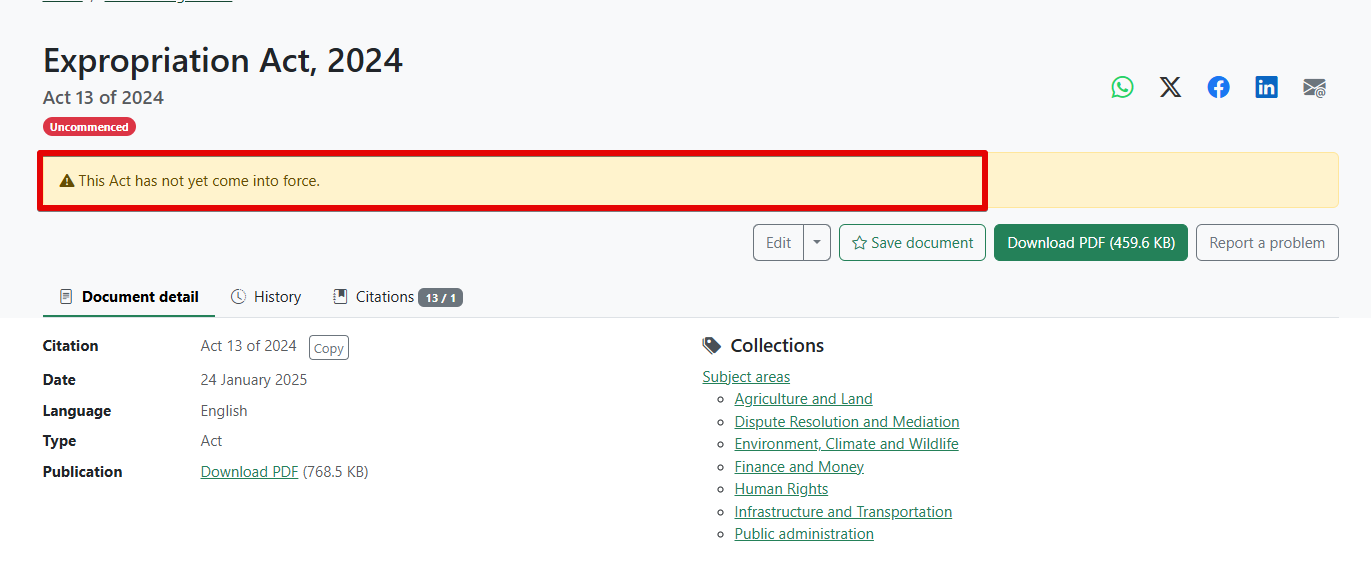 Expropriation Act, 2024
Act 13 of 2024
Uncommenced
This Act has not yet come into force.
Edit
Save document
Download PDF (459.6 KB)
Report a problem
Document detail
History
Citations 13 / 1
Citation Act 13 of 2024 Copy
Date 24 January 2025
Language English
Type Act
Publication Download PDF (768.5 KB)
Collections
Subject areas
Agriculture and Land
Dispute Resolution and Mediation
Environment, Climate and Wildlife
Finance and Money
Human Rights
Infrastructure and Transportation
Public administration